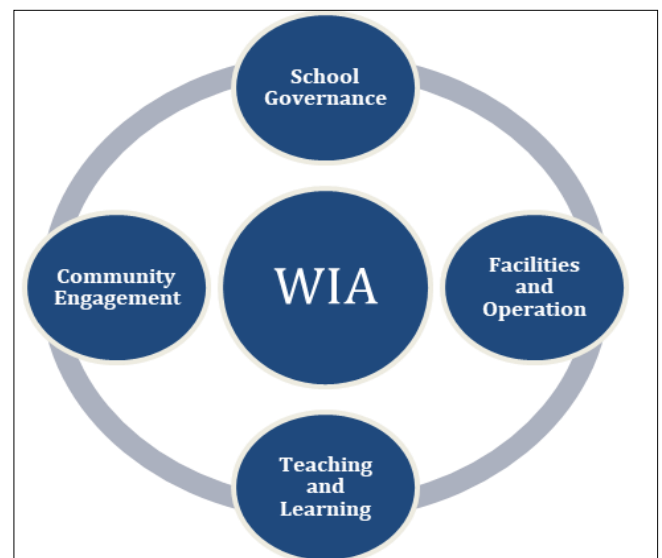 School
Governance
Community
Engagement
WIA
Facilities
and
Operation
Teaching
and
Learning